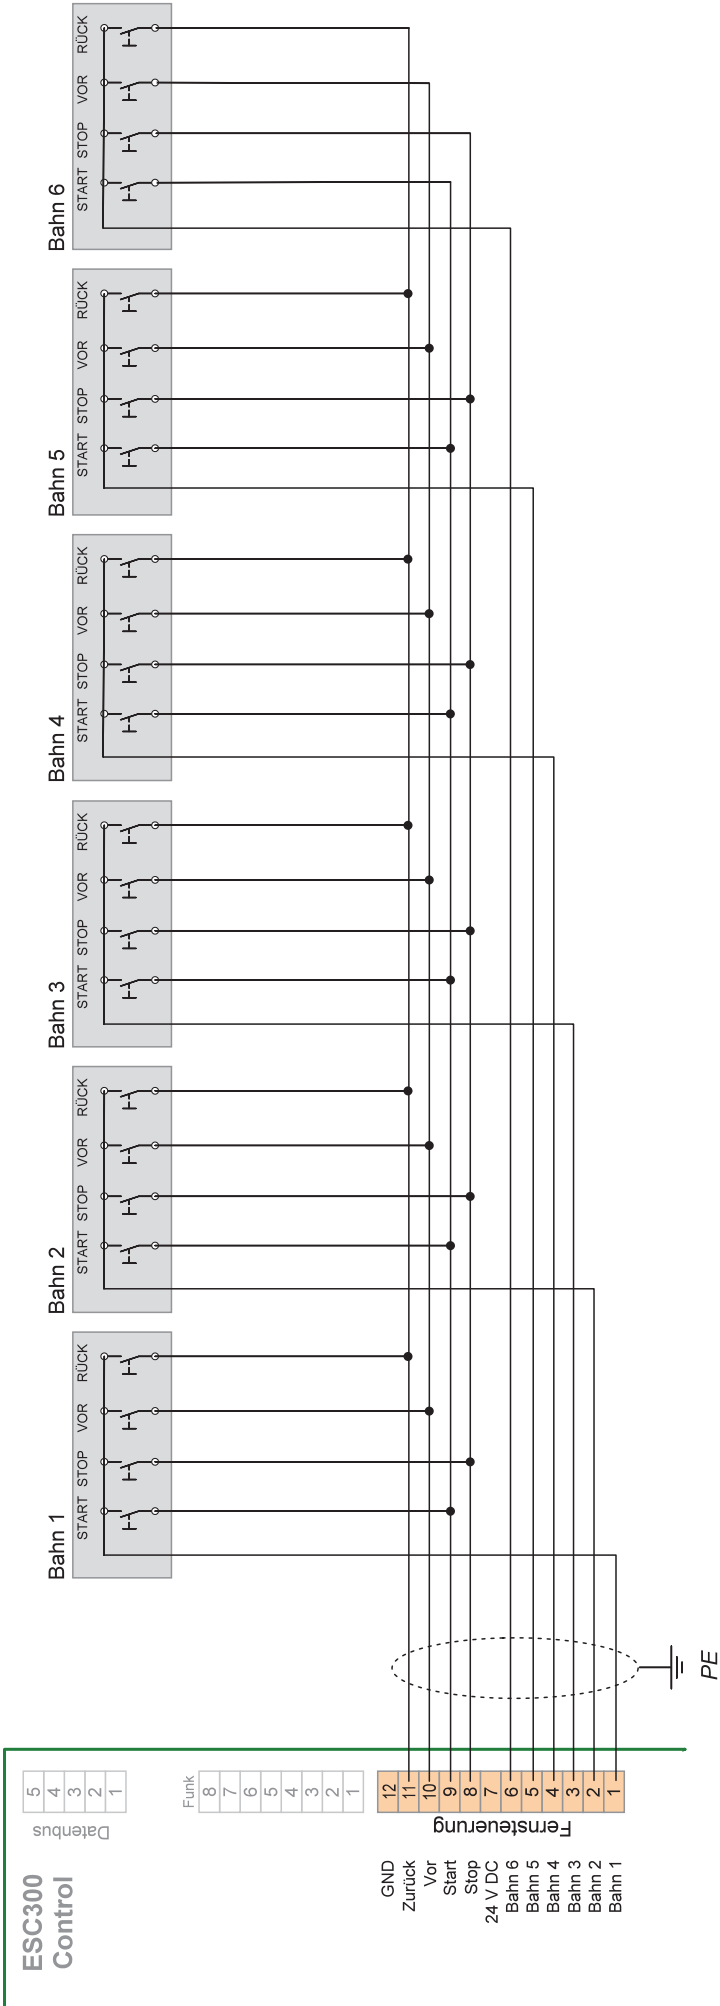 Bahn 6
START STOP VOR RÜCK
Bahn 5
START STOP VOR RÜCK
Bahn 4
START STOP VOR RÜCK
Bahn 3
START STOP VOR RÜCK
Bahn 2
START STOP VOR RÜCK
Bahn 1
START STOP VOR RÜCK
PE
ESC300
Control
Datenbus
5
4
3
2
1
Funk
8
7
6
5
4
3
2
1
Fernsteuerung
GND 12
Zurück 11
Vor 10
Start 9
Stop 8
24 V DC 7
Bahn 6 6
Bahn 5 5
Bahn 4 4
Bahn 3 3
Bahn 2 2
Bahn 1 1